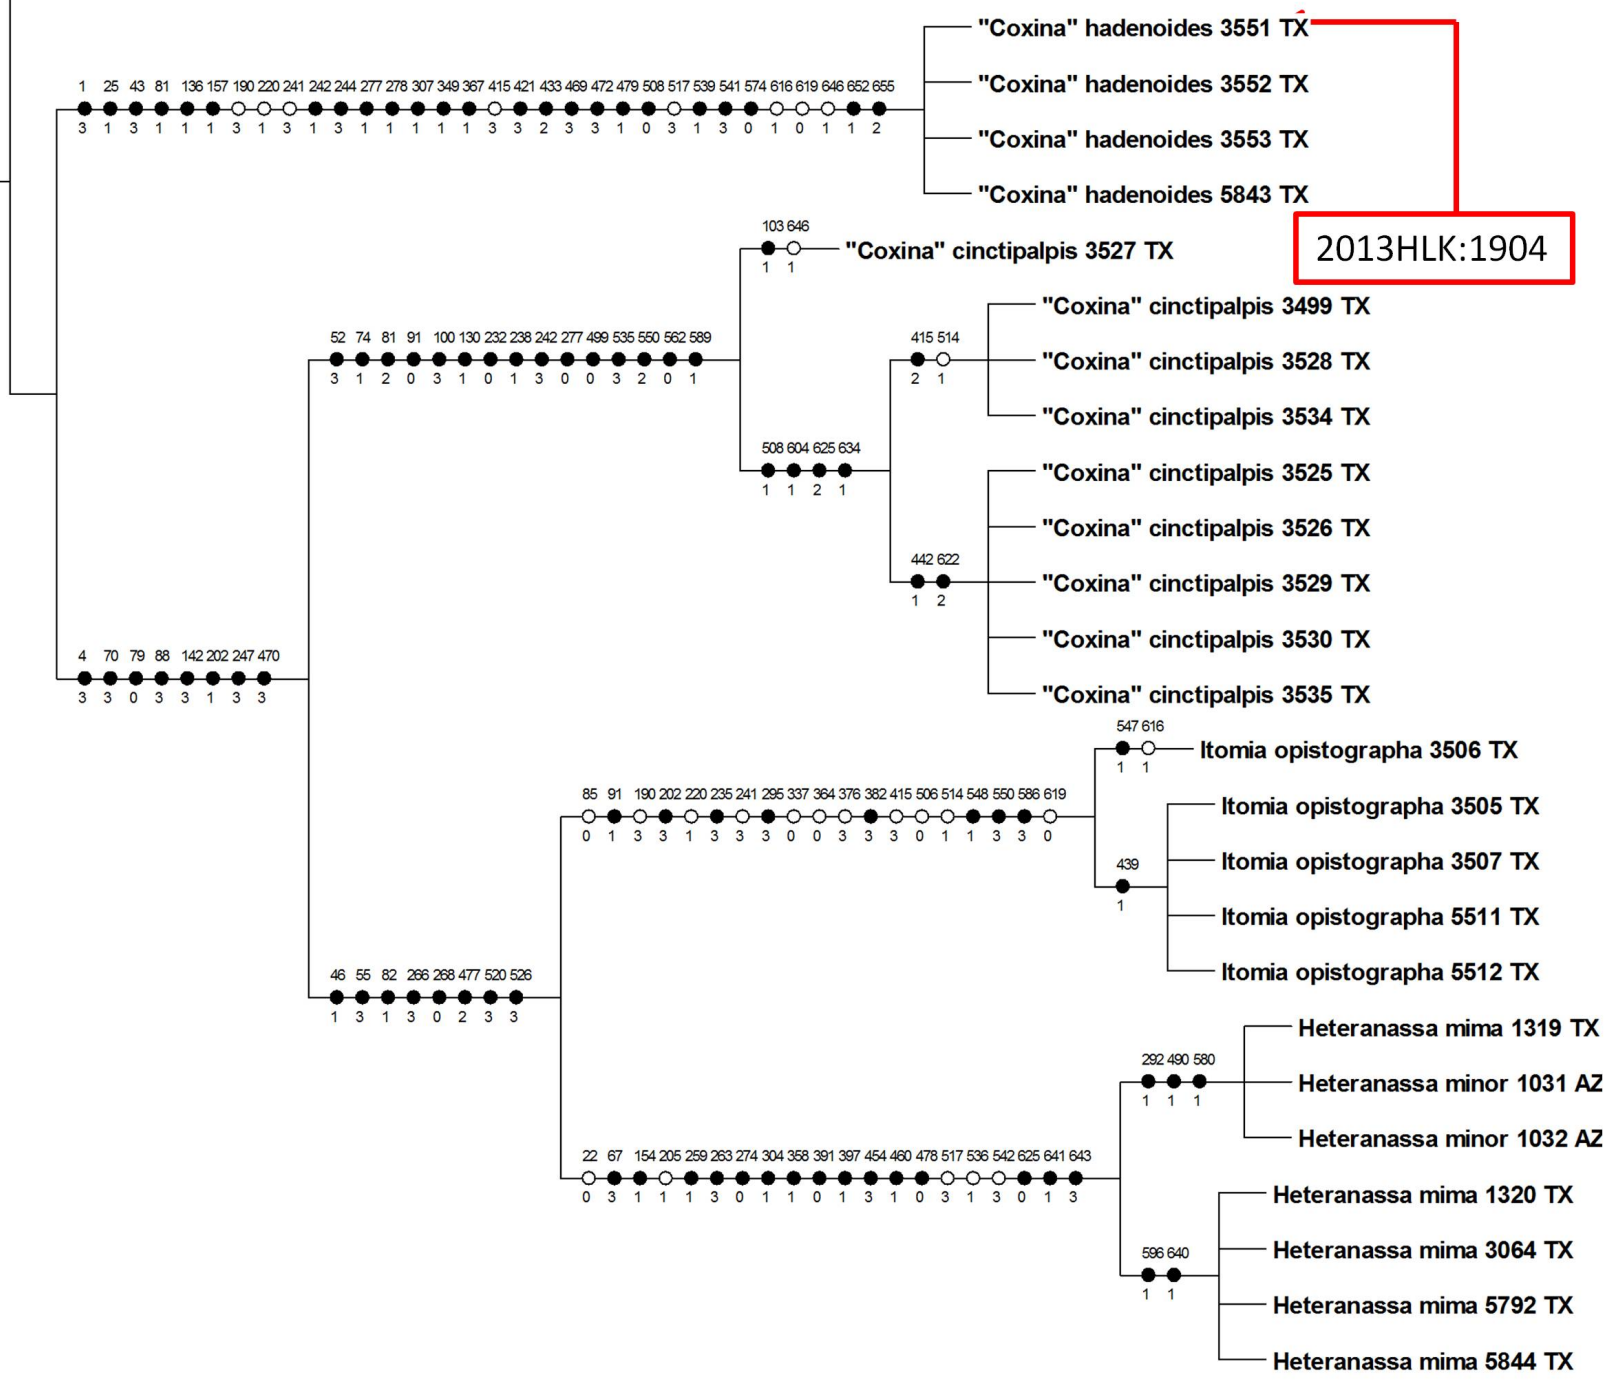 "Coxina" hadenoides 3551 TX
1 25 43 81 136 157 190 220 241 242 244 277 278 307 349 367 415 421 433 469 472 479 508 517 539 541 574 616 619 646 652 655
"Coxina" hadenoides 3552 TX
3 1 3 1 1 1 3 1 3 1 3 1 1 1 1 1 3 3 2 3 3 1 0 3 1 3 0 1 0 1 1 2
"Coxina" hadenoides 3553 TX
"Coxina" hadenoides 5843 TX
2013HLK:1904
103 646
"Coxina" cinctipalpis 3527 TX
1 1
"Coxina" cinctipalpis 3499 TX
52 74 81 91 100 130 232 238 242 277 499 535 550 562 589
3 1 2 0 3 1 0 1 3 0 0 3 2 0 1
415 514
2 1
"Coxina" cinctipalpis 3528 TX
"Coxina" cinctipalpis 3534 TX
508 604 625 634
1 1 2 1
"Coxina" cinctipalpis 3525 TX
"Coxina" cinctipalpis 3526 TX
442 622
1 2
"Coxina" cinctipalpis 3529 TX
"Coxina" cinctipalpis 3530 TX
"Coxina" cinctipalpis 3535 TX
4 70 79 88 142 202 247 470
3 3 0 3 3 1 3 3
547 616
1 1
Itomia opistographa 3506 TX
85 91 190 202 220 235 241 295 337 364 376 382 415 506 514 548 550 586 619
0 1 3 3 1 3 3 3 0 0 3 3 3 0 1 1 3 3 0
Itomia opistographa 3505 TX
439
1
Itomia opistographa 3507 TX
Itomia opistographa 5511 TX
Itomia opistographa 5512 TX
46 55 82 266 268 477 520 526
1 3 1 3 0 2 3 3
Heteranassa mima 1319 TX
292 490 580
1 1 1
Heteranassa minor 1031 AZ
Heteranassa minor 1032 AZ
22 67 154 205 259 263 274 304 358 391 397 454 460 478 517 536 542 625 641 643
0 3 1 1 1 3 0 1 1 0 1 3 1 0 3 1 3 0 1 3
Heteranassa mima 1320 TX
596 640
1 1
Heteranassa mima 3064 TX
Heteranassa mima 5792 TX
Heteranassa mima 5844 TX